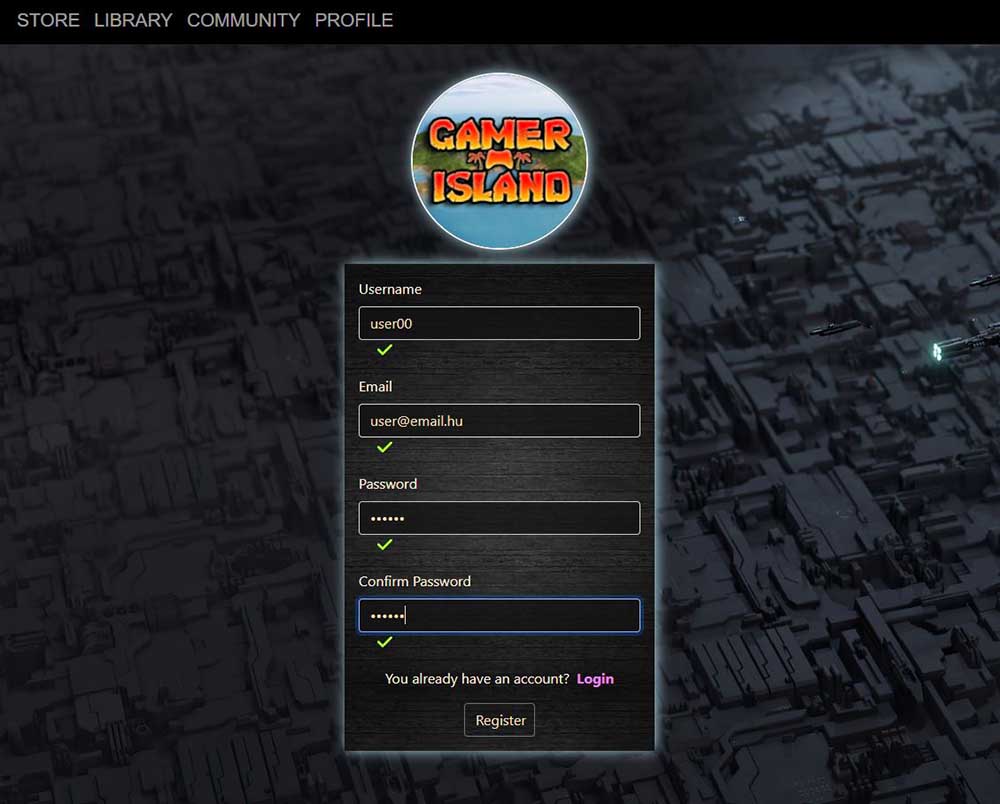 STORE LIBRARY COMMUNITY PROFILE
GAMER
ISLAND
Username
user00
Email
user@email.hu
Password
••••••
Confirm Password
••••••
You already have an account? Login
Register